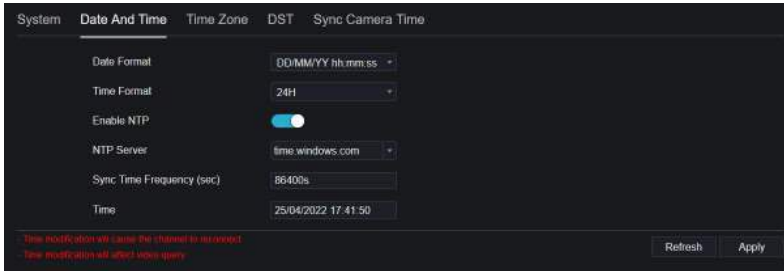 System Date And Time Time Zone DST Sync Camera Time
Date Format DD/MM/YY hh:mm:ss
Time Format 24H
Enable NTP
NTP Server time.windows.com
Sync Time Frequency (sec) 86400s
Time 25/04/2022 17:41:50
- Time modification will cause the channel to reconnect
- Time modification will affect video query
Refresh Apply